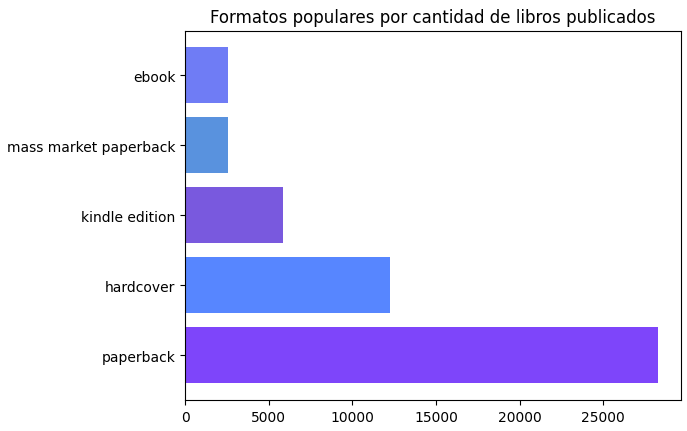 Formatos populares por cantidad de libros publicados
ebook
mass market paperback
kindle edition
hardcover
paperback
0 5000 10000 15000 20000 25000